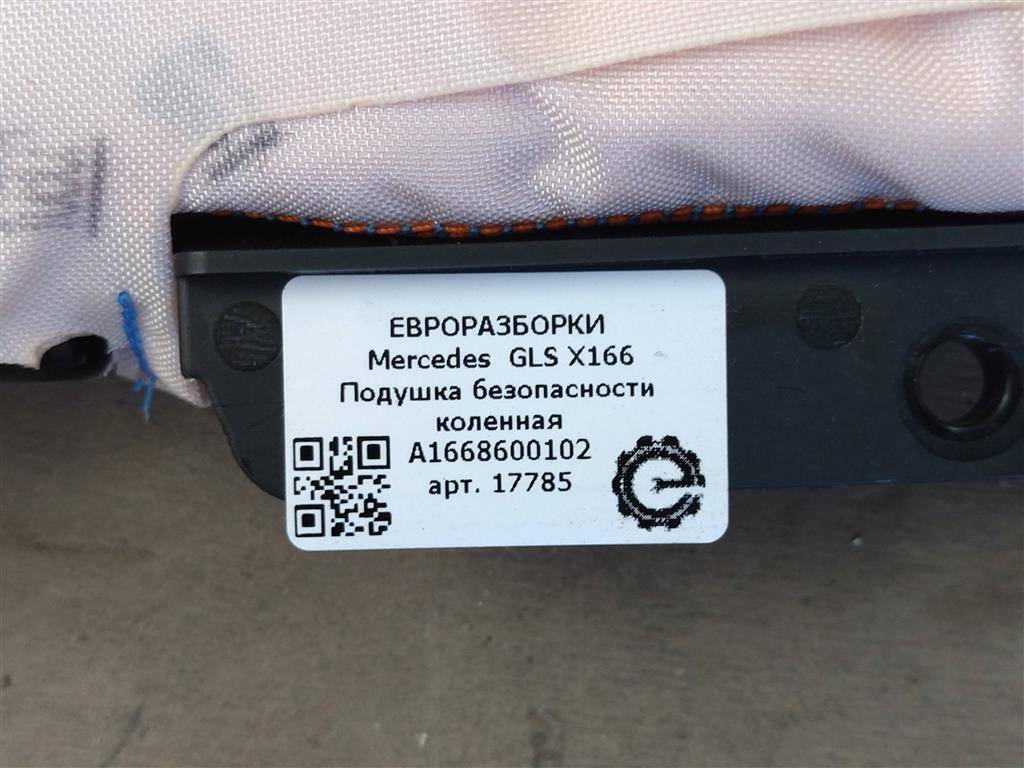 ЕВРОРАЗБОРКИ
Mercedes GLS X166
Подушка безопасности
коленная
A1668600102
арт. 17785